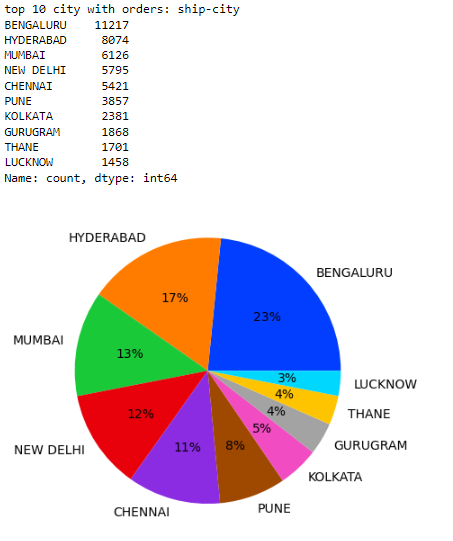 top 10 city with orders: ship-city
BENGALURU 11217
HYDERABAD 8074
MUMBAI 6126
NEW DELHI 5795
CHENNAI 5421
PUNE 3857
KOLKATA 2381
GURUGRAM 1868
THANE 1701
LUCKNOW 1458
Name: count, dtype: int64
HYDERABAD
BENGALURU
17%
23%
MUMBAI
13%
3%
LUCKNOW
4%
THANE
12%
4%
5%
GURUGRAM
11%
8%
NEW DELHI
KOLKATA
CHENNAI
PUNE